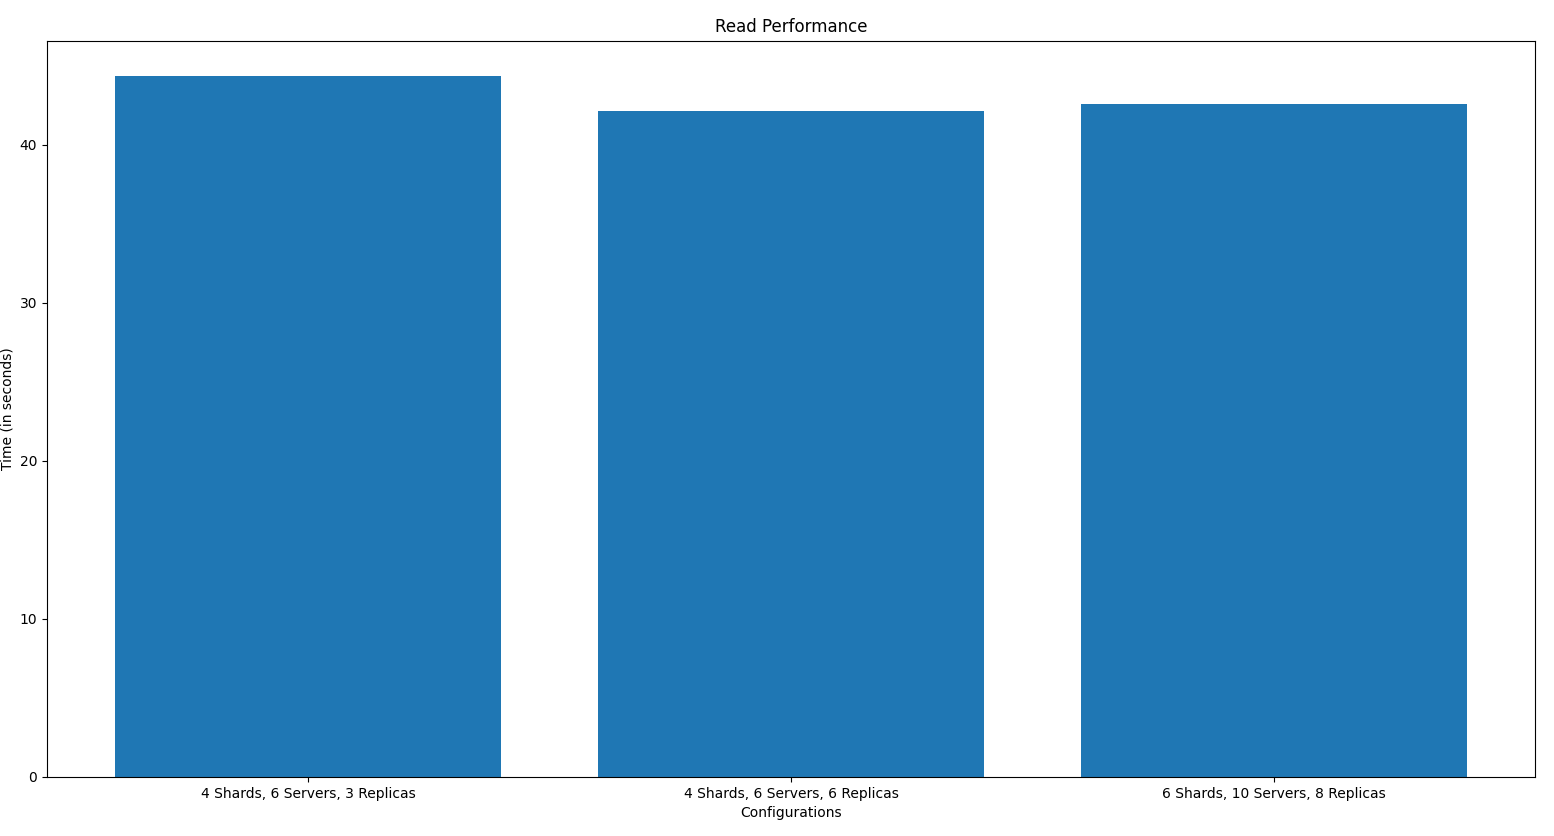 Read Performance
40
30
20
10
0
Time (in seconds)
4 Shards, 6 Servers, 3 Replicas
4 Shards, 6 Servers, 6 Replicas
6 Shards, 10 Servers, 8 Replicas
Configurations